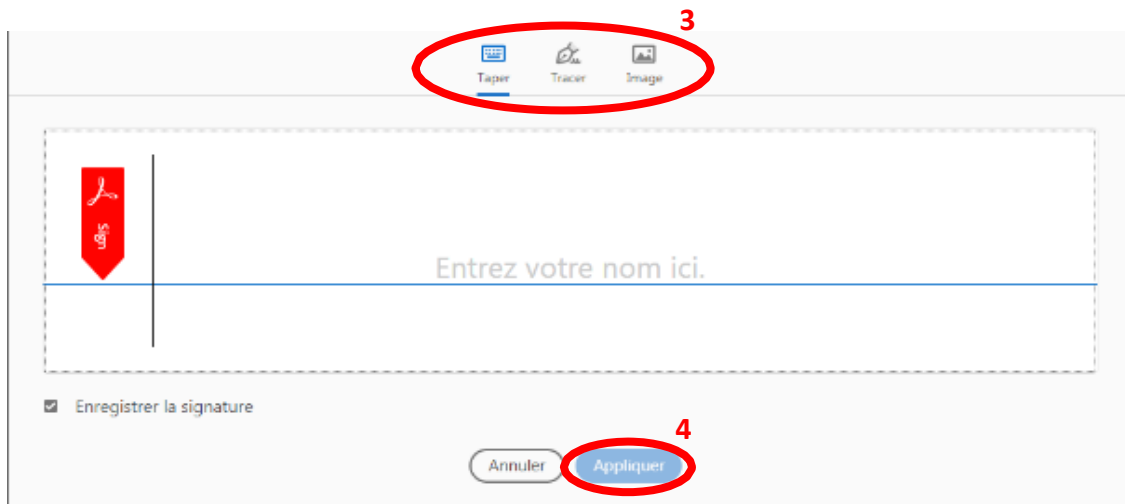 3
Taper Tracer Image
Sign
Entrez votre nom ici.
Enregistrer la signature
4
Annuler Appliquer